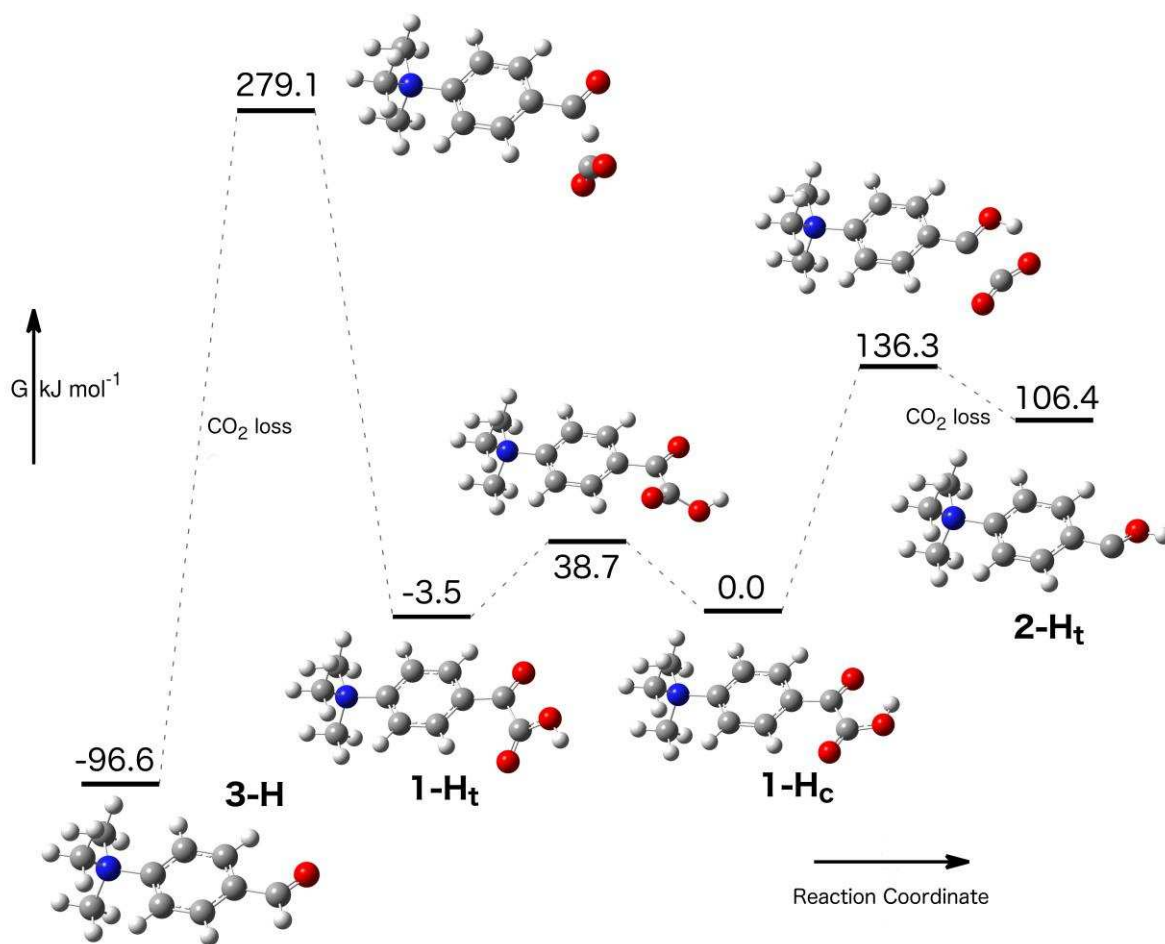 279.1
136.3
G kJ mol⁻¹
CO₂ loss
CO₂ loss
106.4
38.7
-3.5
0.0
2-Hₜ
-96.6
3-H
1-Hₜ
1-H꜀
Reaction Coordinate